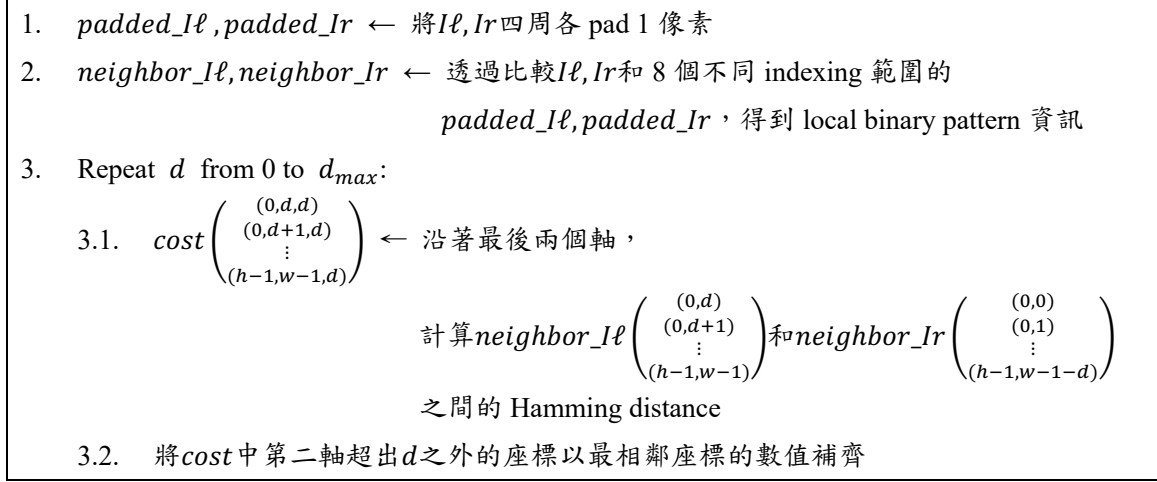 1. padded_Iℓ , padded_Ir ← 將Iℓ, Ir四周各 pad 1 像素
2. neighbor_Iℓ, neighbor_Ir ← 透過比較Iℓ, Ir和 8 個不同 indexing 範圍的
padded_Iℓ, padded_Ir，得到 local binary pattern 資訊
3. Repeat d from 0 to d_max:
3.1. cost((0,d,d) (0,d+1,d) ⋮ (h−1,w−1,d)) ← 沿著最後兩個軸，
計算neighbor_Iℓ((0,d) (0,d+1) ⋮ (h−1,w−1))和neighbor_Ir((0,0) (0,1) ⋮ (h−1,w−1−d))
之間的 Hamming distance
3.2. 將cost中第二軸超出d之外的座標以最相鄰座標的數值補齊